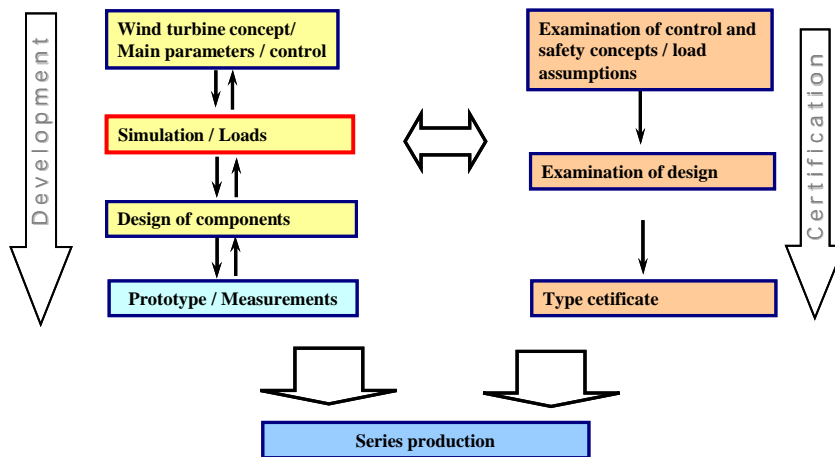 Development
Wind turbine concept/
Main parameters / control
Simulation / Loads
Design of components
Prototype / Measurements
Examination of control and
safety concepts / load
assumptions
Examination of design
Type cetificate
Certification
Series production